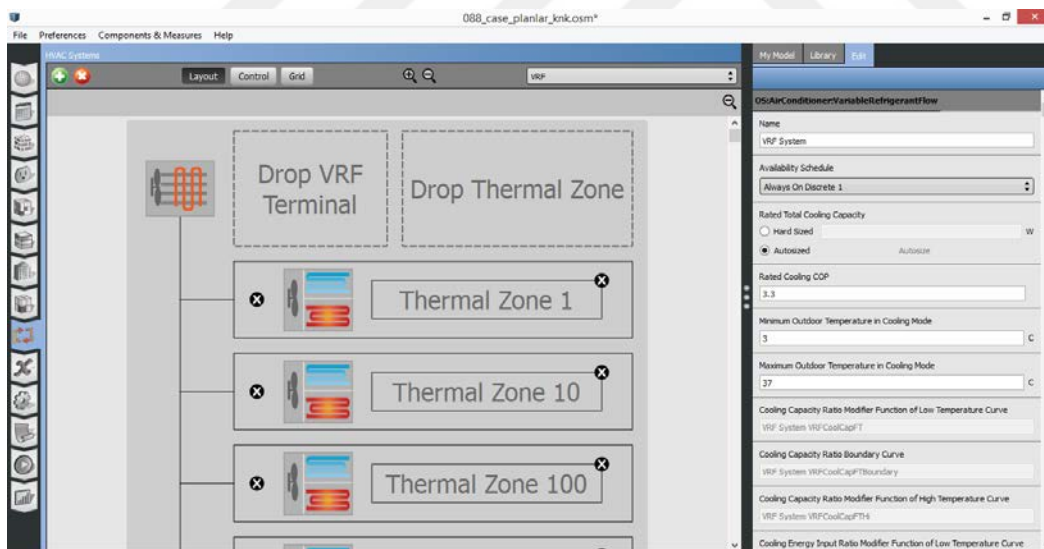 088_case_planlar_knk.osm*
File Preferences Components & Measures Help
HVAC Systems
Layout Control Grid VRF
My Model Library Edit
Drop VRF
Terminal
Drop Thermal Zone
Thermal Zone 1
Thermal Zone 10
Thermal Zone 100
OS:AirConditioner:VariableRefrigerantFlow
Name
VRF System
Availability Schedule
Always On Discrete 1
Rated Total Cooling Capacity
Hard Sized W
Autosized Autosize
Rated Cooling COP
3.3
Minimum Outdoor Temperature in Cooling Mode
3 C
Maximum Outdoor Temperature in Cooling Mode
37 C
Cooling Capacity Ratio Modifier Function of Low Temperature Curve
VRF System VRFCoolCapFT
Cooling Capacity Ratio Boundary Curve
VRF System VRFCoolCapFTBoundary
Cooling Capacity Ratio Modifier Function of High Temperature Curve
VRF System VRFCoolCapFTHi
Cooling Energy Input Ratio Modifier Function of Low Temperature Curve